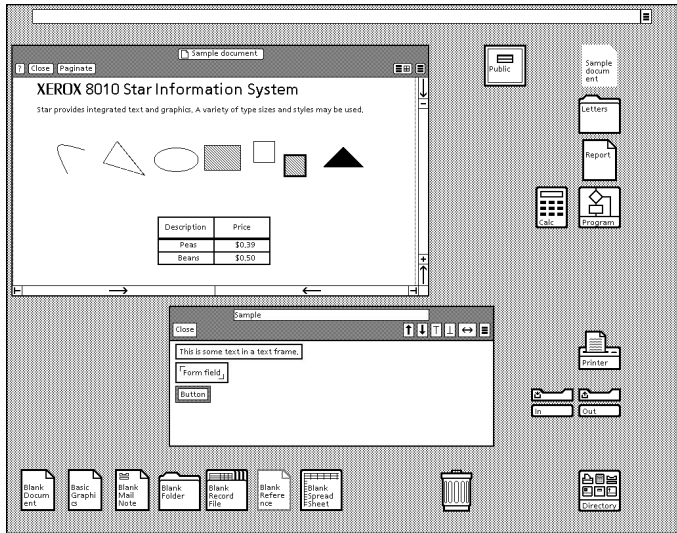 Sample document
? Close Paginate
XEROX 8010 Star Information System
Star provides integrated text and graphics. A variety of type sizes and styles may be used.
Description Price
Peas $0.39
Beans $0.50
Public
Sample
docum
ent
Letters
Report
Calc
Program
Sample
Close
This is some text in a text frame.
Form field
Button
Printer
In
Out
Blank
Docum
ent
Basic
Graphi
cs
Blank
Mail
Note
Blank
Folder
Blank
Record
File
Blank
Refere
nce
Blank
Spread
Sheet
Directory